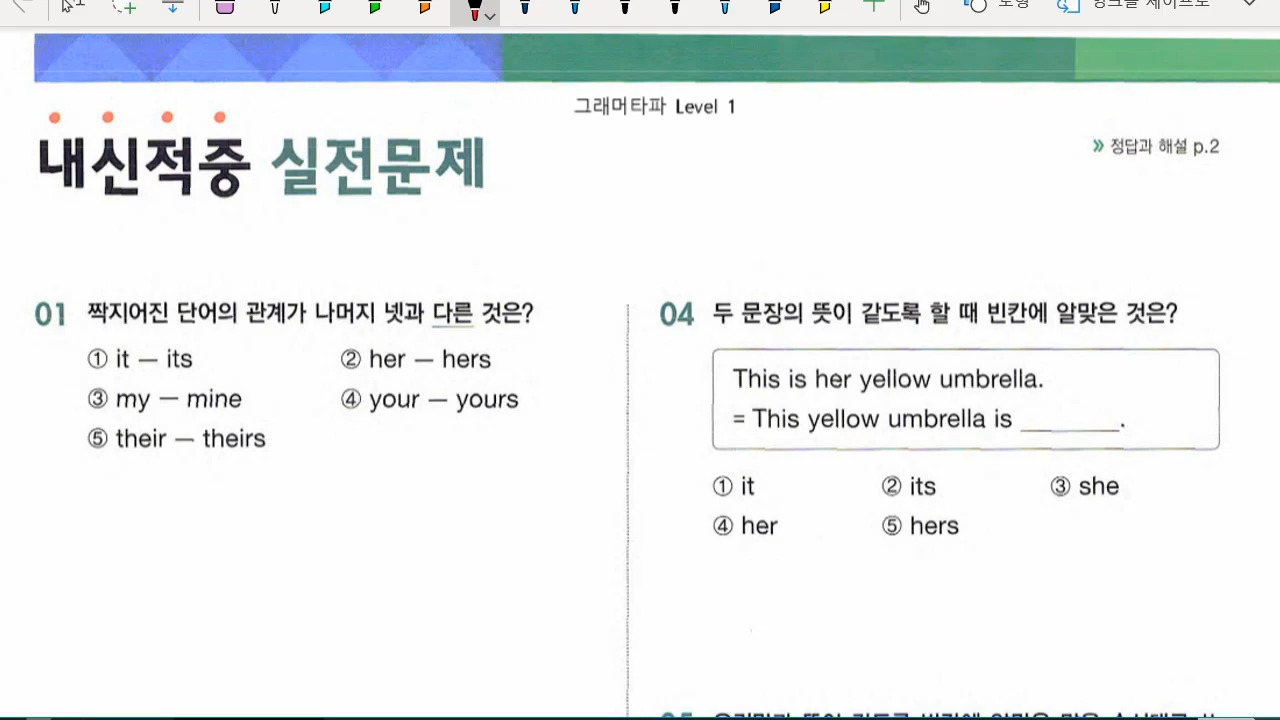 그래머타파 Level 1
내신적중 실전문제
» 정답과 해설 p.2
01 짝지어진 단어의 관계가 나머지 넷과 다른 것은?
① it — its ② her — hers
③ my — mine ④ your — yours
⑤ their — theirs
04 두 문장의 뜻이 같도록 할 때 빈칸에 알맞은 것은?
This is her yellow umbrella.
= This yellow umbrella is ________.
① it ② its ③ she
④ her ⑤ hers